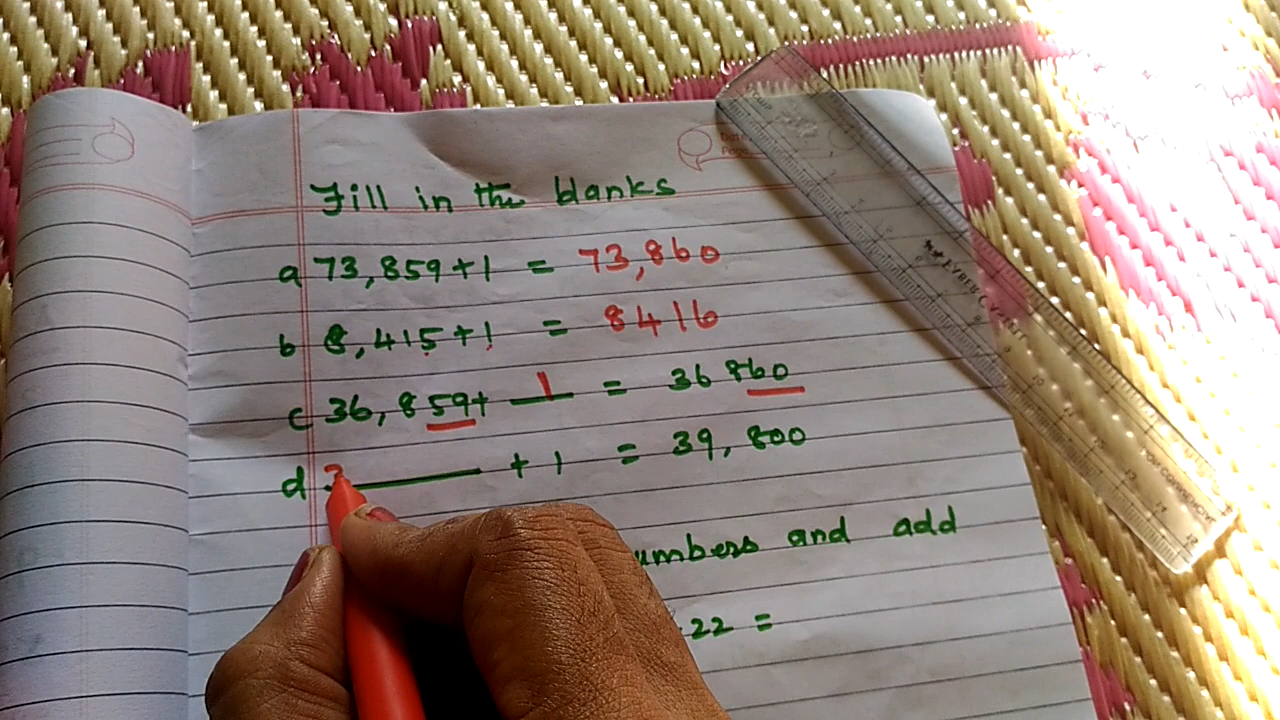 Fill in the blanks
a 73,859+1 = 73,860
b 8,415+1 = 8416
c 36,859+ 1 = 36 860
d 3 + 1 = 39,800
and add
22 =